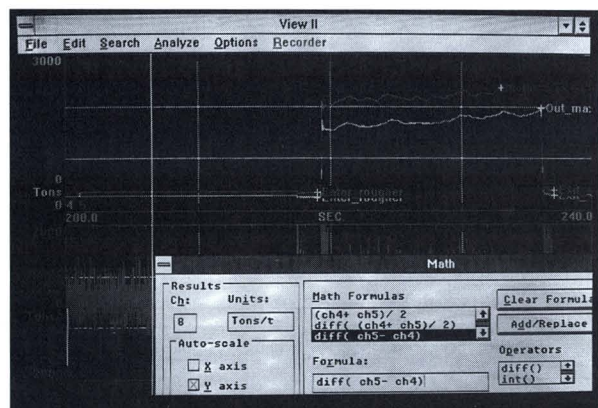 View II
File Edit Search Analyze Options Recorder
3000
Out_ma
0
Tons
Enter_rougher
200.0 SEC 240.0
Math
Results
Ch: Units:
8 Tons/t
Auto-scale
X axis
Y axis
Math Formulas
(ch4+ ch5)/ 2
diff( (ch4+ ch5)/ 2)
diff( ch5- ch4)
Formula:
diff( ch5- ch4)
Clear Formula
Add/Replace
Operators
diff()
int()